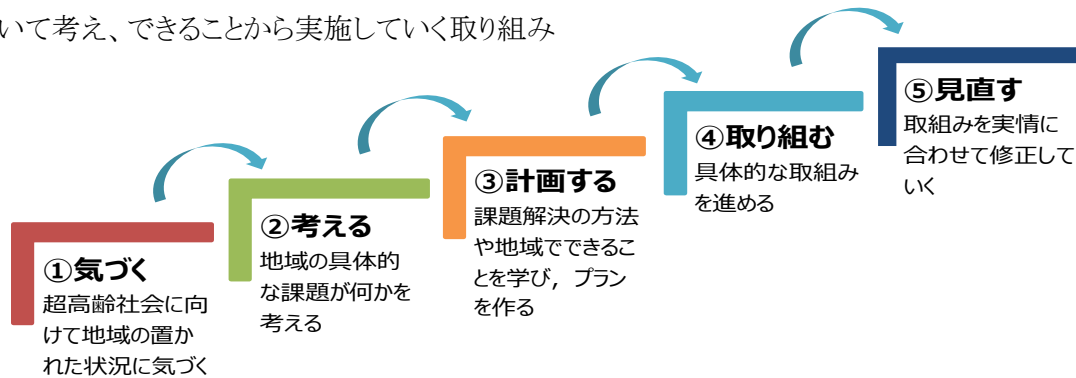 いて考え、できることから実施していく取り組み
①気づく
超高齢社会に向
けて地域の置か
れた状況に気づく
②考える
地域の具体的
な課題が何かを
考える
③計画する
課題解決の方法
や地域でできるこ
とを学び，プラン
を作る
④取り組む
具体的な取組み
を進める
⑤見直す
取組みを実情に
合わせて修正して
いく